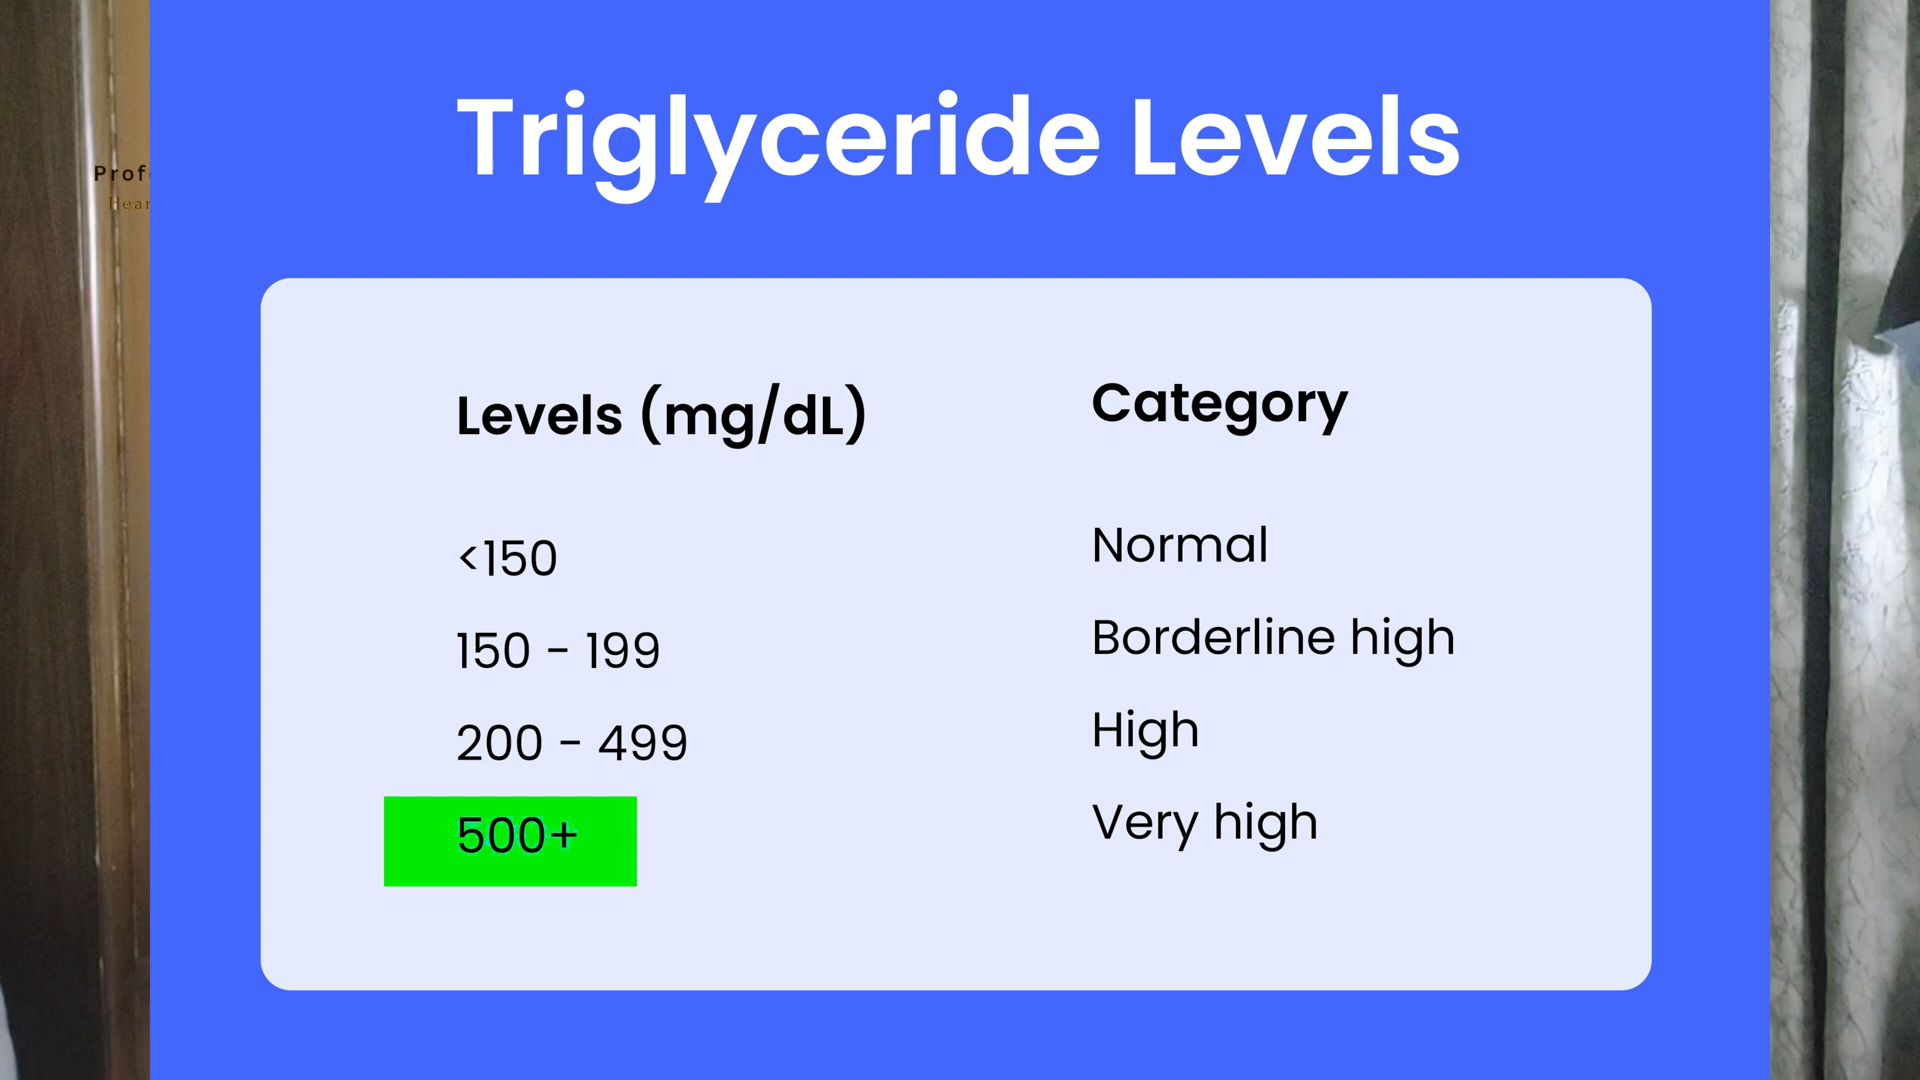 Triglyceride Levels
Levels (mg/dL) Category
<150 Normal
150 - 199 Borderline high
200 - 499 High
500+ Very high